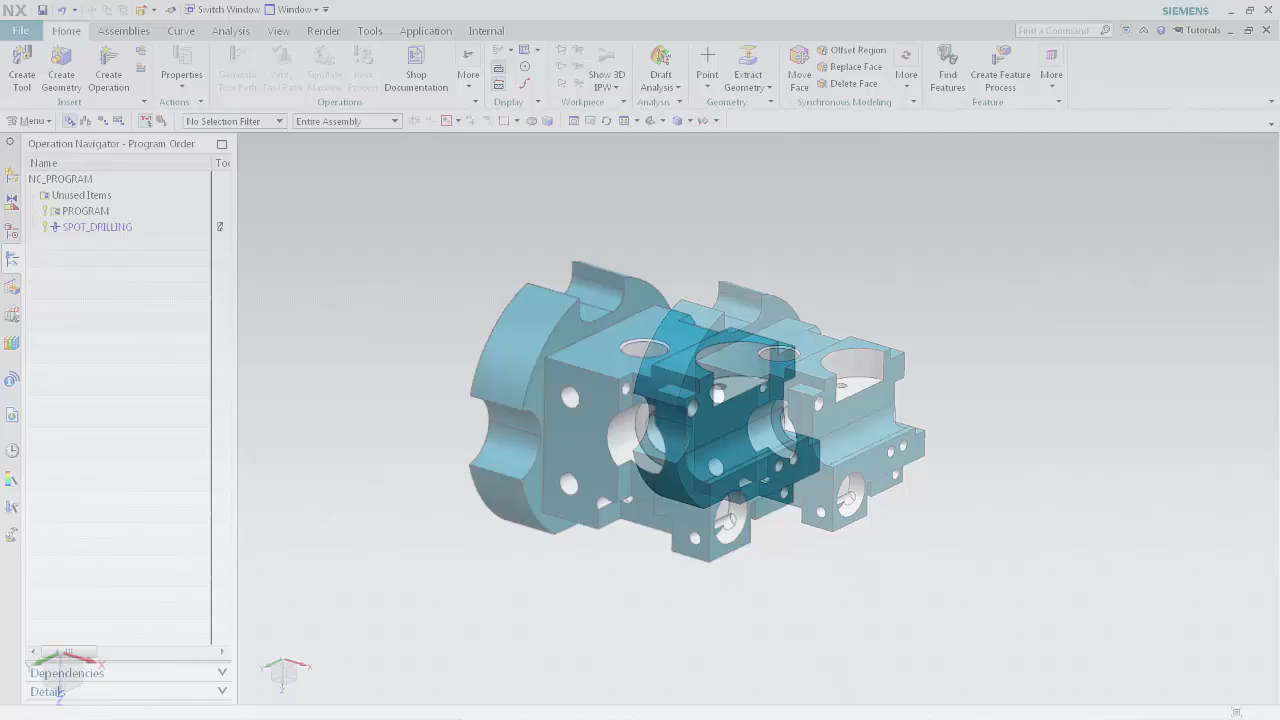 NX
Switch Window
Window
SIEMENS
File
Home
Assemblies
Curve
Analysis
View
Render
Tools
Application
Internal
Find a Command
Tutorials
Create Tool
Create Geometry
Create Operation
Insert
Properties
Actions
Generate Tool Path
Verify Tool Path
Simulate Machine
Post Process
Shop Documentation
More
Operations
Display
Show 3D IPW
Workpiece
Draft Analysis
Analysis
Point
Extract Geometry
Geometry
Move Face
Offset Region
Replace Face
Delete Face
More
Synchronous Modeling
Find Features
Create Feature Process
More
Feature
Menu
No Selection Filter
Entire Assembly
Operation Navigator - Program Order
Name
Too
NC_PROGRAM
Unused Items
PROGRAM
SPOT_DRILLING
Dependencies
Details
X
Z
Y
X
Z